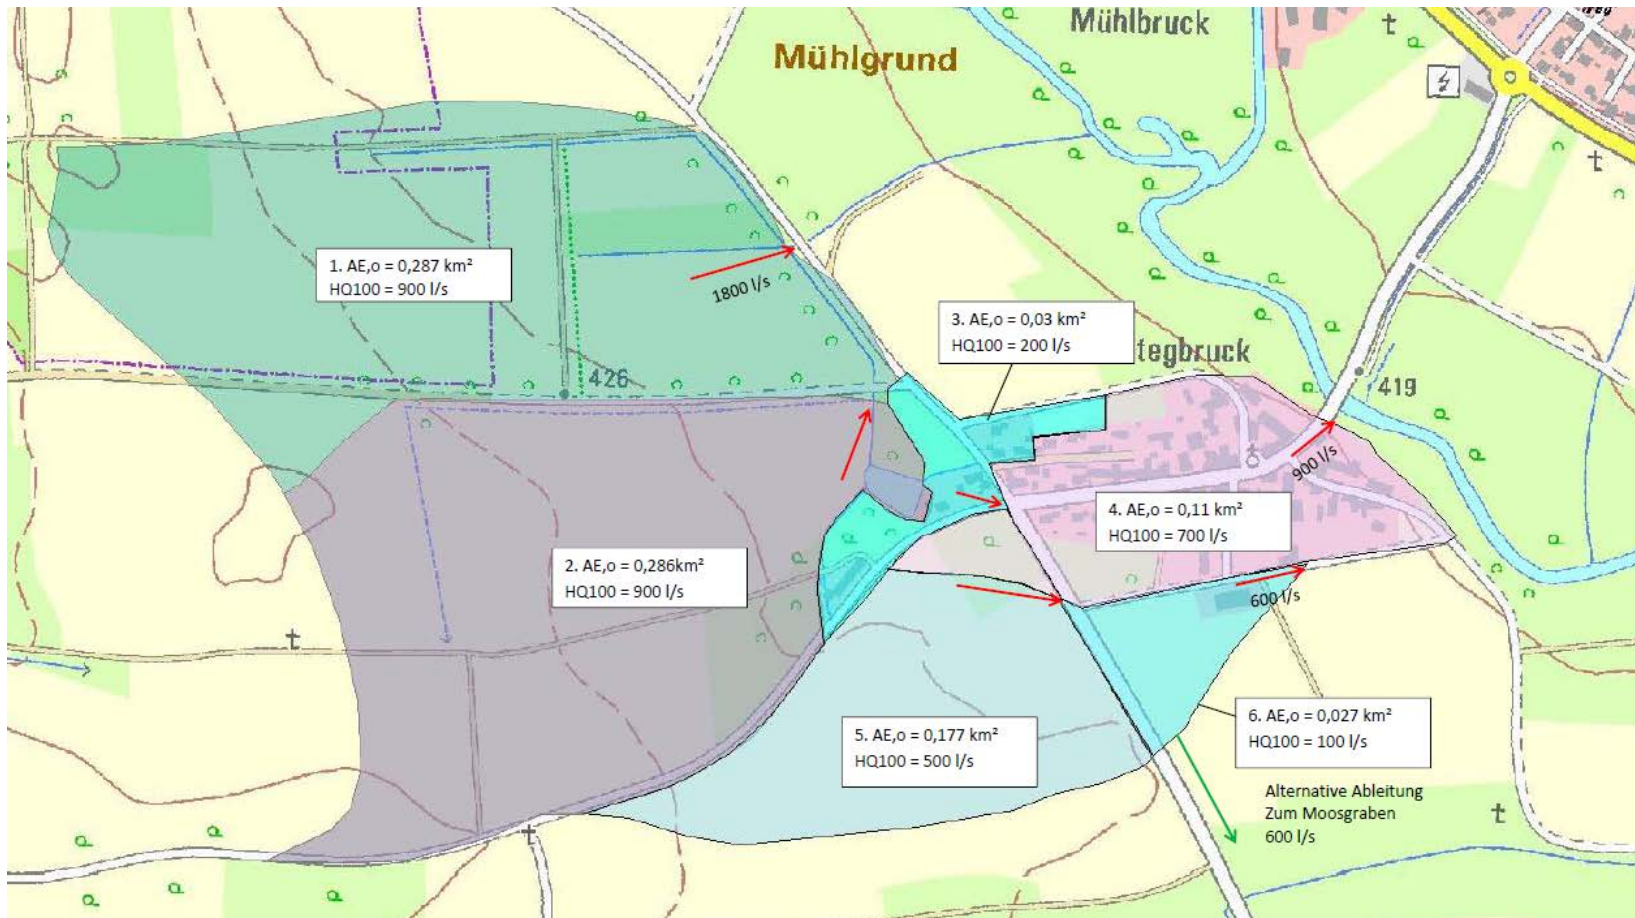 Mühlbruck
Mühlgrund
1. AE,o = 0,287 km²
HQ100 = 900 l/s
1800 l/s
3. AE,o = 0,03 km²
HQ100 = 200 l/s
tegbruck
426
419
900 l/s
4. AE,o = 0,11 km²
HQ100 = 700 l/s
2. AE,o = 0,286km²
HQ100 = 900 l/s
600 l/s
5. AE,o = 0,177 km²
HQ100 = 500 l/s
6. AE,o = 0,027 km²
HQ100 = 100 l/s
Alternative Ableitung
Zum Moosgraben
600 l/s